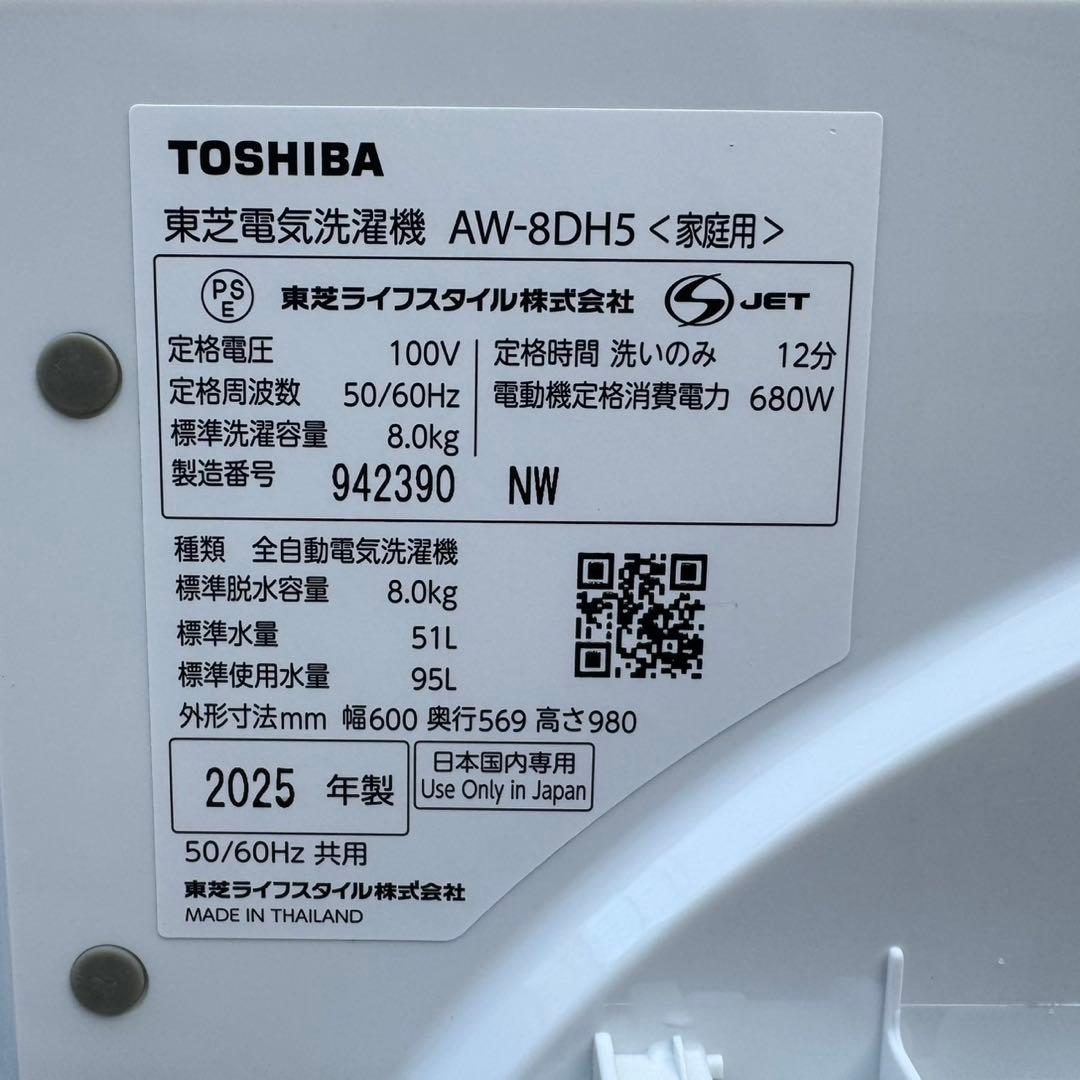 TOSHIBA
東芝電気洗濯機 AW-8DH5 <家庭用>
PSE 東芝ライフスタイル株式会社 S JET
定格電圧 100V
定格周波数 50/60Hz
標準洗濯容量 8.0kg
定格時間 洗いのみ 12分
電動機定格消費電力 680W
製造番号 942390 NW
種類 全自動電気洗濯機
標準脱水容量 8.0kg
標準水量 51L
標準使用水量 95L
外形寸法mm 幅600 奥行569 高さ980
2025 年製
日本国内専用
Use Only in Japan
50/60Hz 共用
東芝ライフスタイル株式会社
MADE IN THAILAND